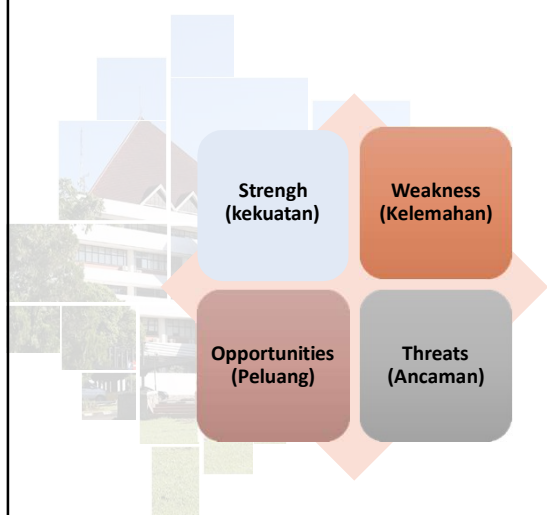 Strengh
(kekuatan)
Weakness
(Kelemahan)
Opportunities
(Peluang)
Threats
(Ancaman)